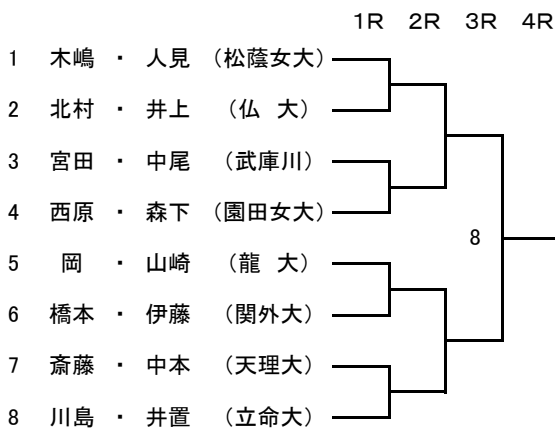 1R 2R 3R 4R
1 木嶋 ・ 人見 (松蔭女大)
2 北村 ・ 井上 (仏 大)
3 宮田 ・ 中尾 (武庫川)
4 西原 ・ 森下 (園田女大)
8
5 岡 ・ 山崎 (龍 大)
6 橋本 ・ 伊藤 (関外大)
7 斎藤 ・ 中本 (天理大)
8 川島 ・ 井置 (立命大)